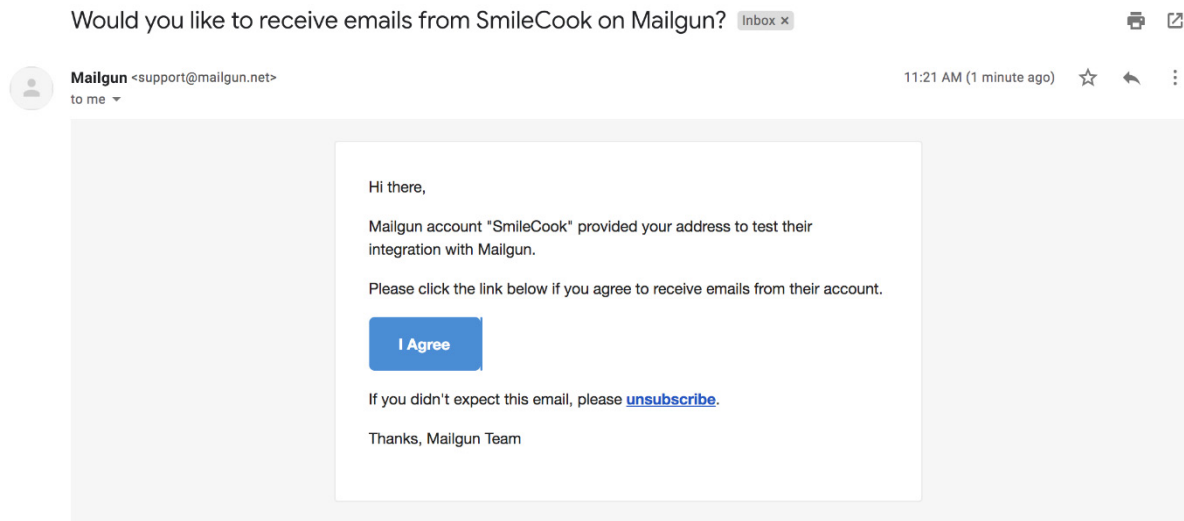 Would you like to receive emails from SmileCook on Mailgun? Inbox ×
Mailgun <support@mailgun.net> 11:21 AM (1 minute ago)
to me
Hi there,
Mailgun account "SmileCook" provided your address to test their
integration with Mailgun.
Please click the link below if you agree to receive emails from their account.
I Agree
If you didn't expect this email, please unsubscribe.
Thanks, Mailgun Team